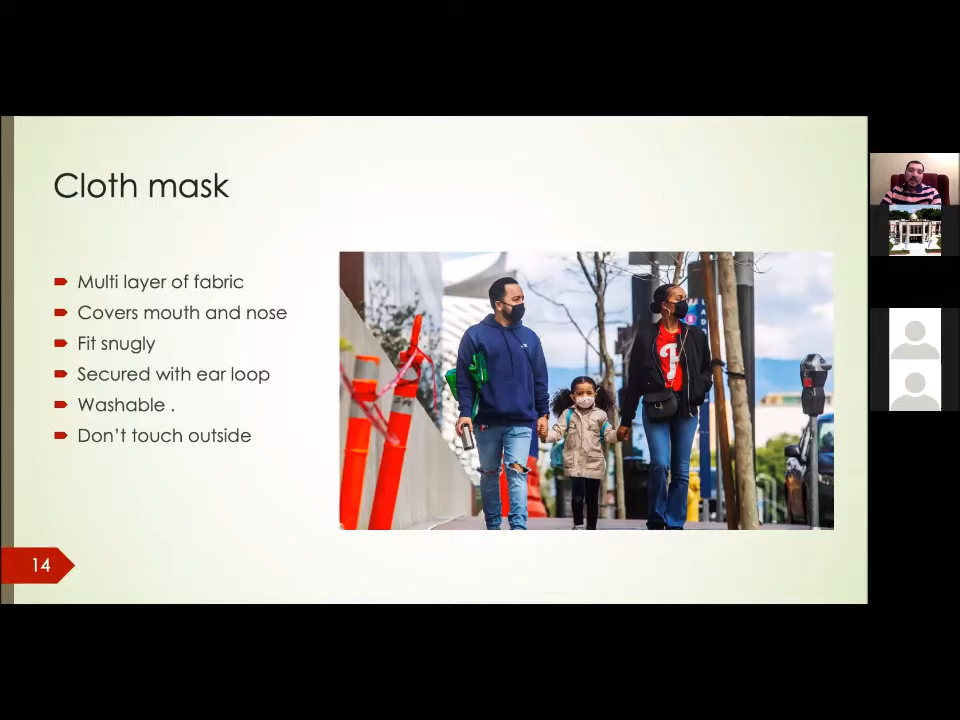 Cloth mask
Multi layer of fabric
Covers mouth and nose
Fit snugly
Secured with ear loop
Washable .
Don’t touch outside
14